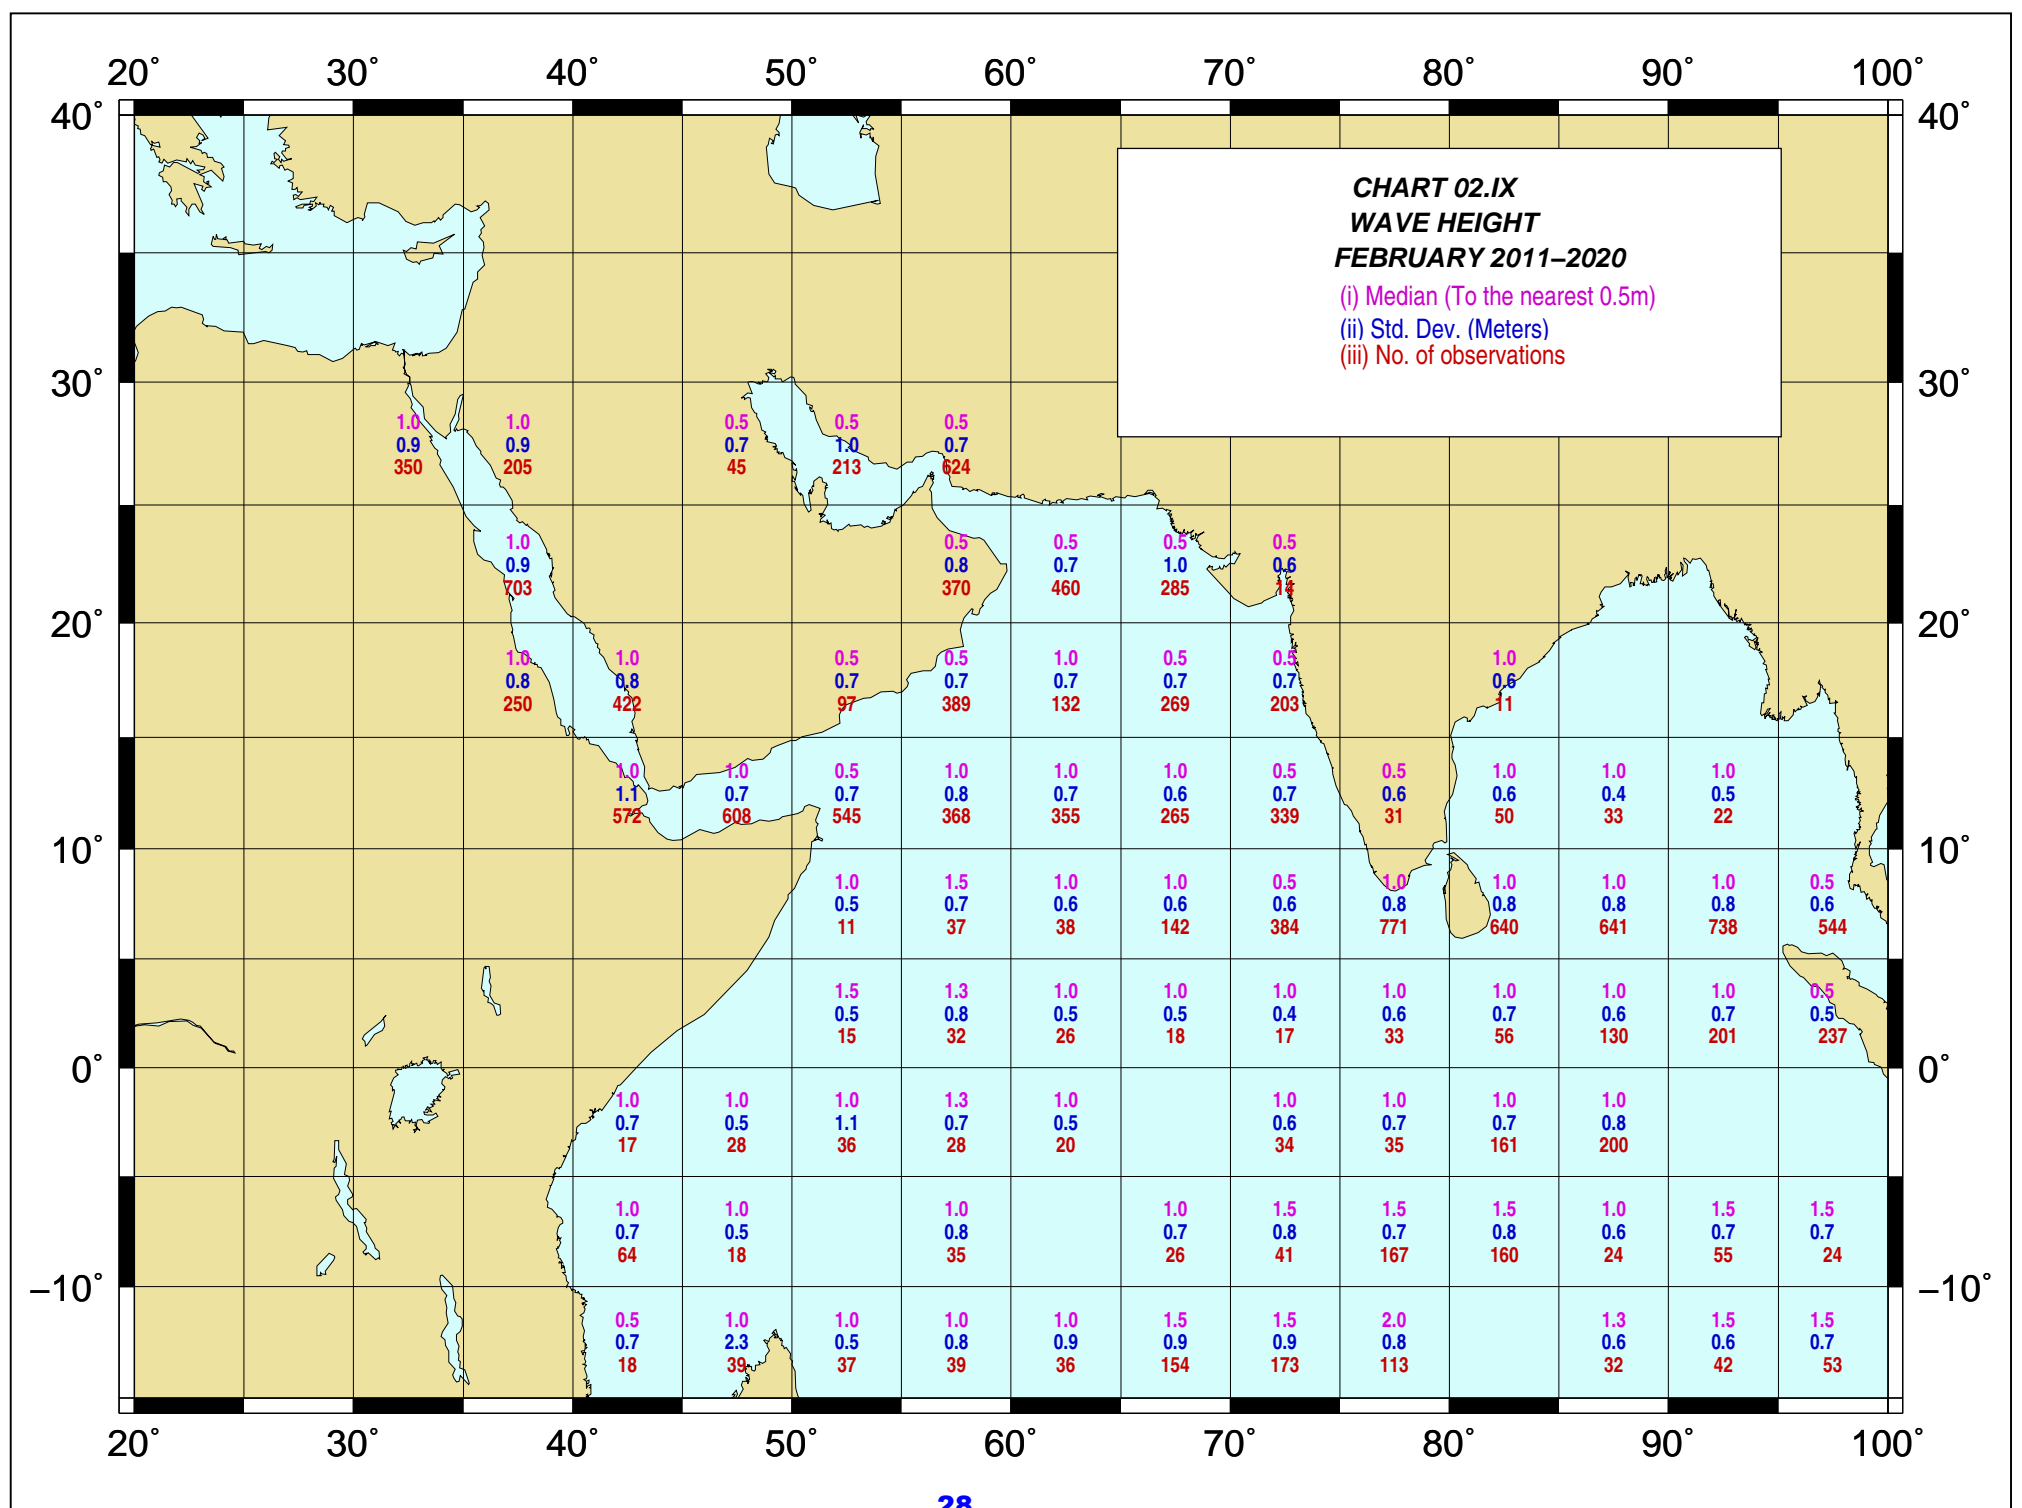 20° 30° 40° 50° 60° 70° 80° 90° 100°
40° 40°
CHART 02.IX
WAVE HEIGHT
FEBRUARY 2011–2020
(i) Median (To the nearest 0.5m)
(ii) Std. Dev. (Meters)
(iii) No. of observations
30° 30°
1.0 1.0 0.5 0.5 0.5
0.9 0.9 0.7 1.0 0.7
350 205 45 213 624
1.0 0.5 0.5 0.5 0.5
0.9 0.8 0.7 1.0 0.6
703 370 460 285 14
20° 20°
1.0 1.0 0.5 0.5 1.0 0.5 0.5 1.0
0.8 0.8 0.7 0.7 0.7 0.7 0.7 0.6
250 422 97 389 132 269 203 11
1.0 1.0 0.5 1.0 1.0 1.0 0.5 0.5 1.0 1.0 1.0
1.1 0.7 0.7 0.8 0.7 0.6 0.7 0.6 0.6 0.4 0.5
572 608 545 368 355 265 339 31 50 33 22
10° 10°
1.0 1.5 1.0 1.0 0.5 1.0 1.0 1.0 1.0 0.5
0.5 0.7 0.6 0.6 0.6 0.8 0.8 0.8 0.8 0.6
11 37 38 142 384 771 640 641 738 544
1.5 1.3 1.0 1.0 1.0 1.0 1.0 1.0 1.0 0.5
0.5 0.8 0.5 0.5 0.4 0.6 0.7 0.6 0.7 0.5
15 32 26 18 17 33 56 130 201 237
0° 0°
1.0 1.0 1.0 1.3 1.0 1.0 1.0 1.0 1.0
0.7 0.5 1.1 0.7 0.5 0.6 0.7 0.7 0.8
17 28 36 28 20 34 35 161 200
1.0 1.0 1.0 1.0 1.5 1.5 1.5 1.0 1.5 1.5
0.7 0.5 0.8 0.7 0.8 0.7 0.8 0.6 0.7 0.7
64 18 35 26 41 167 160 24 55 24
–10° –10°
0.5 1.0 1.0 1.0 1.0 1.5 1.5 2.0 1.3 1.5 1.5
0.7 2.3 0.5 0.8 0.9 0.9 0.9 0.8 0.6 0.6 0.7
18 39 37 39 36 154 173 113 32 42 53
20° 30° 40° 50° 60° 70° 80° 90° 100°
28